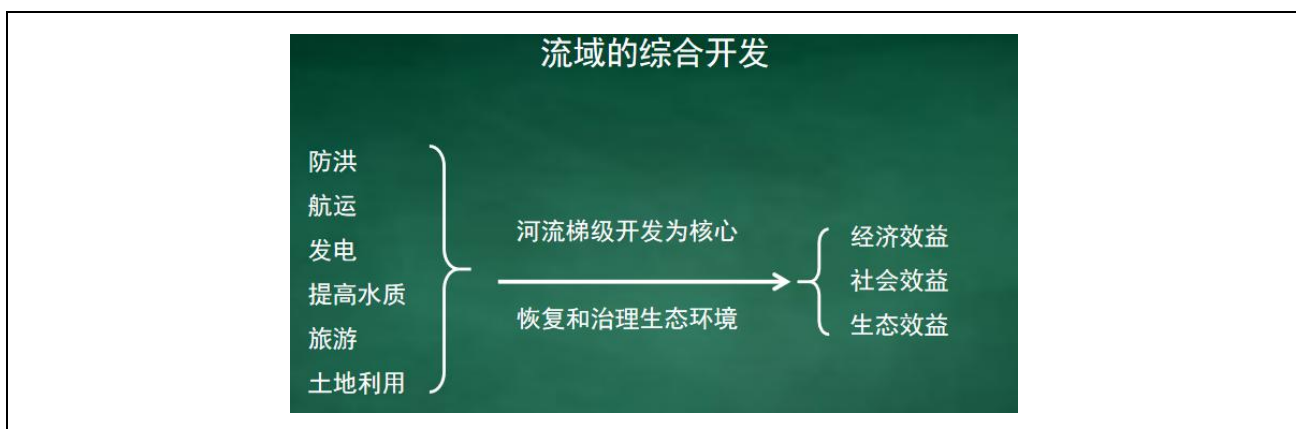 流域的综合开发
防洪
航运
发电
提高水质
旅游
土地利用
河流梯级开发为核心
恢复和治理生态环境
经济效益
社会效益
生态效益